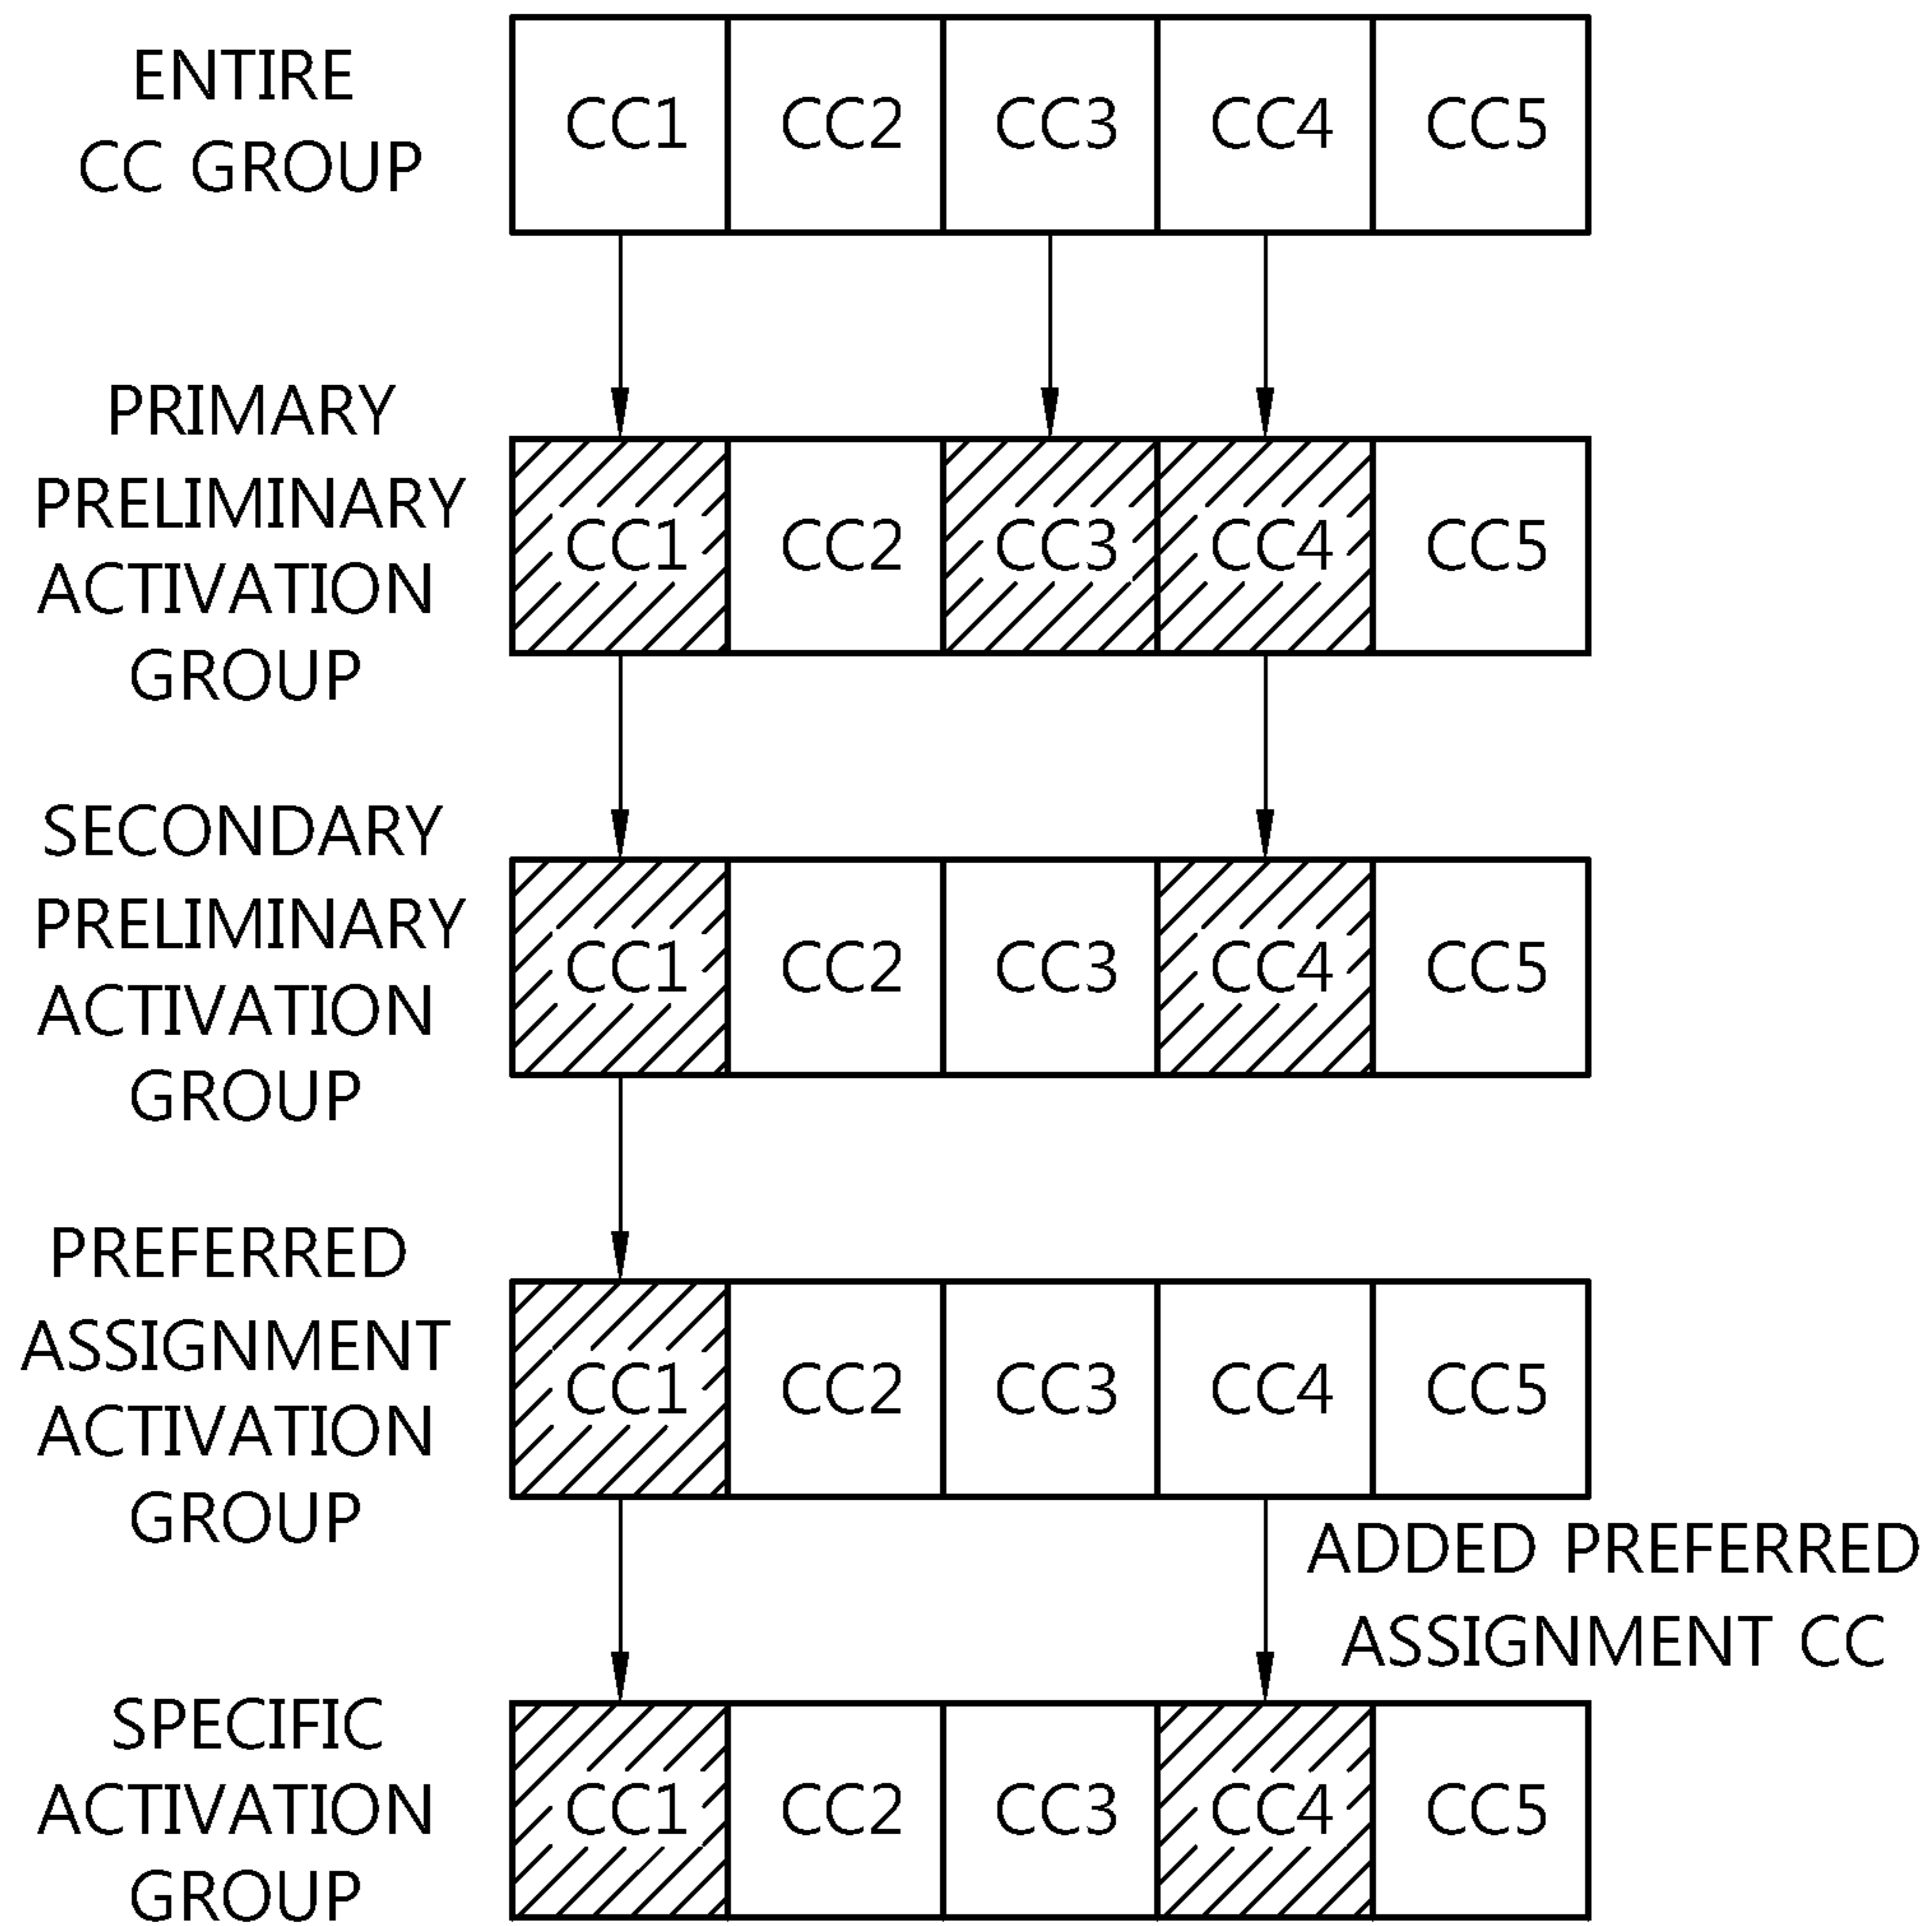 ENTIRE
CC GROUP
CC1 CC2 CC3 CC4 CC5
PRIMARY
PRELIMINARY
ACTIVATION
GROUP
CC1 CC2 CC3 CC4 CC5
SECONDARY
PRELIMINARY
ACTIVATION
GROUP
CC1 CC2 CC3 CC4 CC5
PREFERRED
ASSIGNMENT
ACTIVATION
GROUP
CC1 CC2 CC3 CC4 CC5
ADDED PREFERRED
ASSIGNMENT CC
SPECIFIC
ACTIVATION
GROUP
CC1 CC2 CC3 CC4 CC5